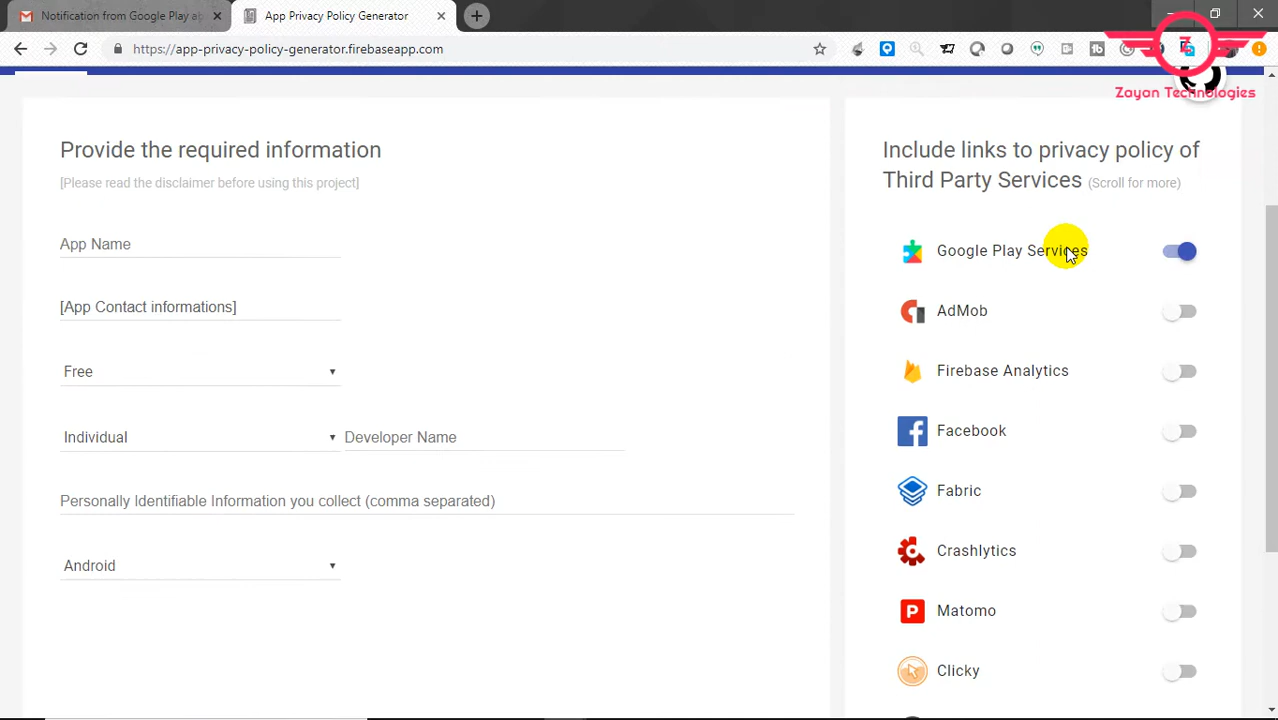 Notification from Google Play ab
App Privacy Policy Generator
https://app-privacy-policy-generator.firebaseapp.com
Zayan Technologies
Provide the required information
[Please read the disclaimer before using this project]
App Name
[App Contact informations]
Free
Individual
Developer Name
Personally Identifiable Information you collect (comma separated)
Android
Include links to privacy policy of
Third Party Services (Scroll for more)
Google Play Services
AdMob
Firebase Analytics
Facebook
Fabric
Crashlytics
Matomo
Clicky